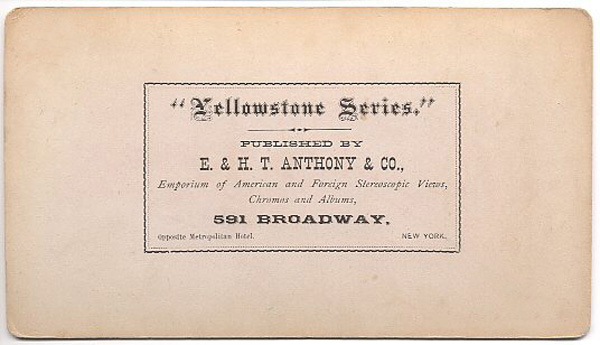 "Yellowstone Series."
PUBLISHED BY
E. & H. T. ANTHONY & CO.,
Emporium of American and Foreign Stereoscopic Views,
Chromos and Albums,
591 BROADWAY,
Opposite Metropolitan Hotel. NEW YORK.